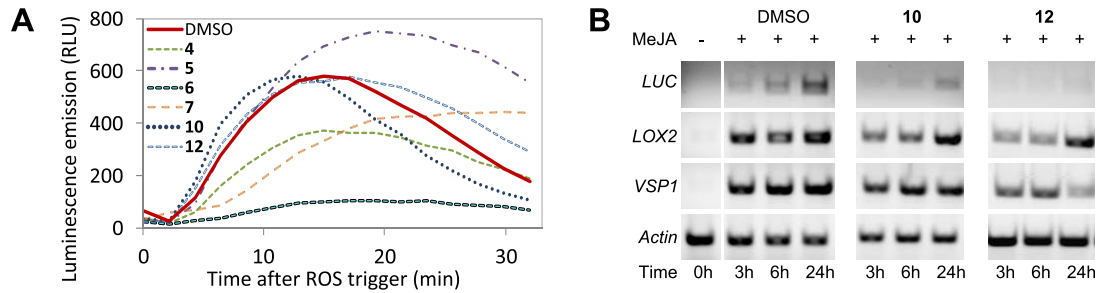 A
Luminescence emission (RLU)
800
600
400
200
0
DMSO
4
5
6
7
10
12
0 10 20 30
Time after ROS trigger (min)
B
DMSO 10 12
MeJA - + + + + + + + + +
LUC
LOX2
VSP1
Actin
Time 0h 3h 6h 24h 3h 6h 24h 3h 6h 24h